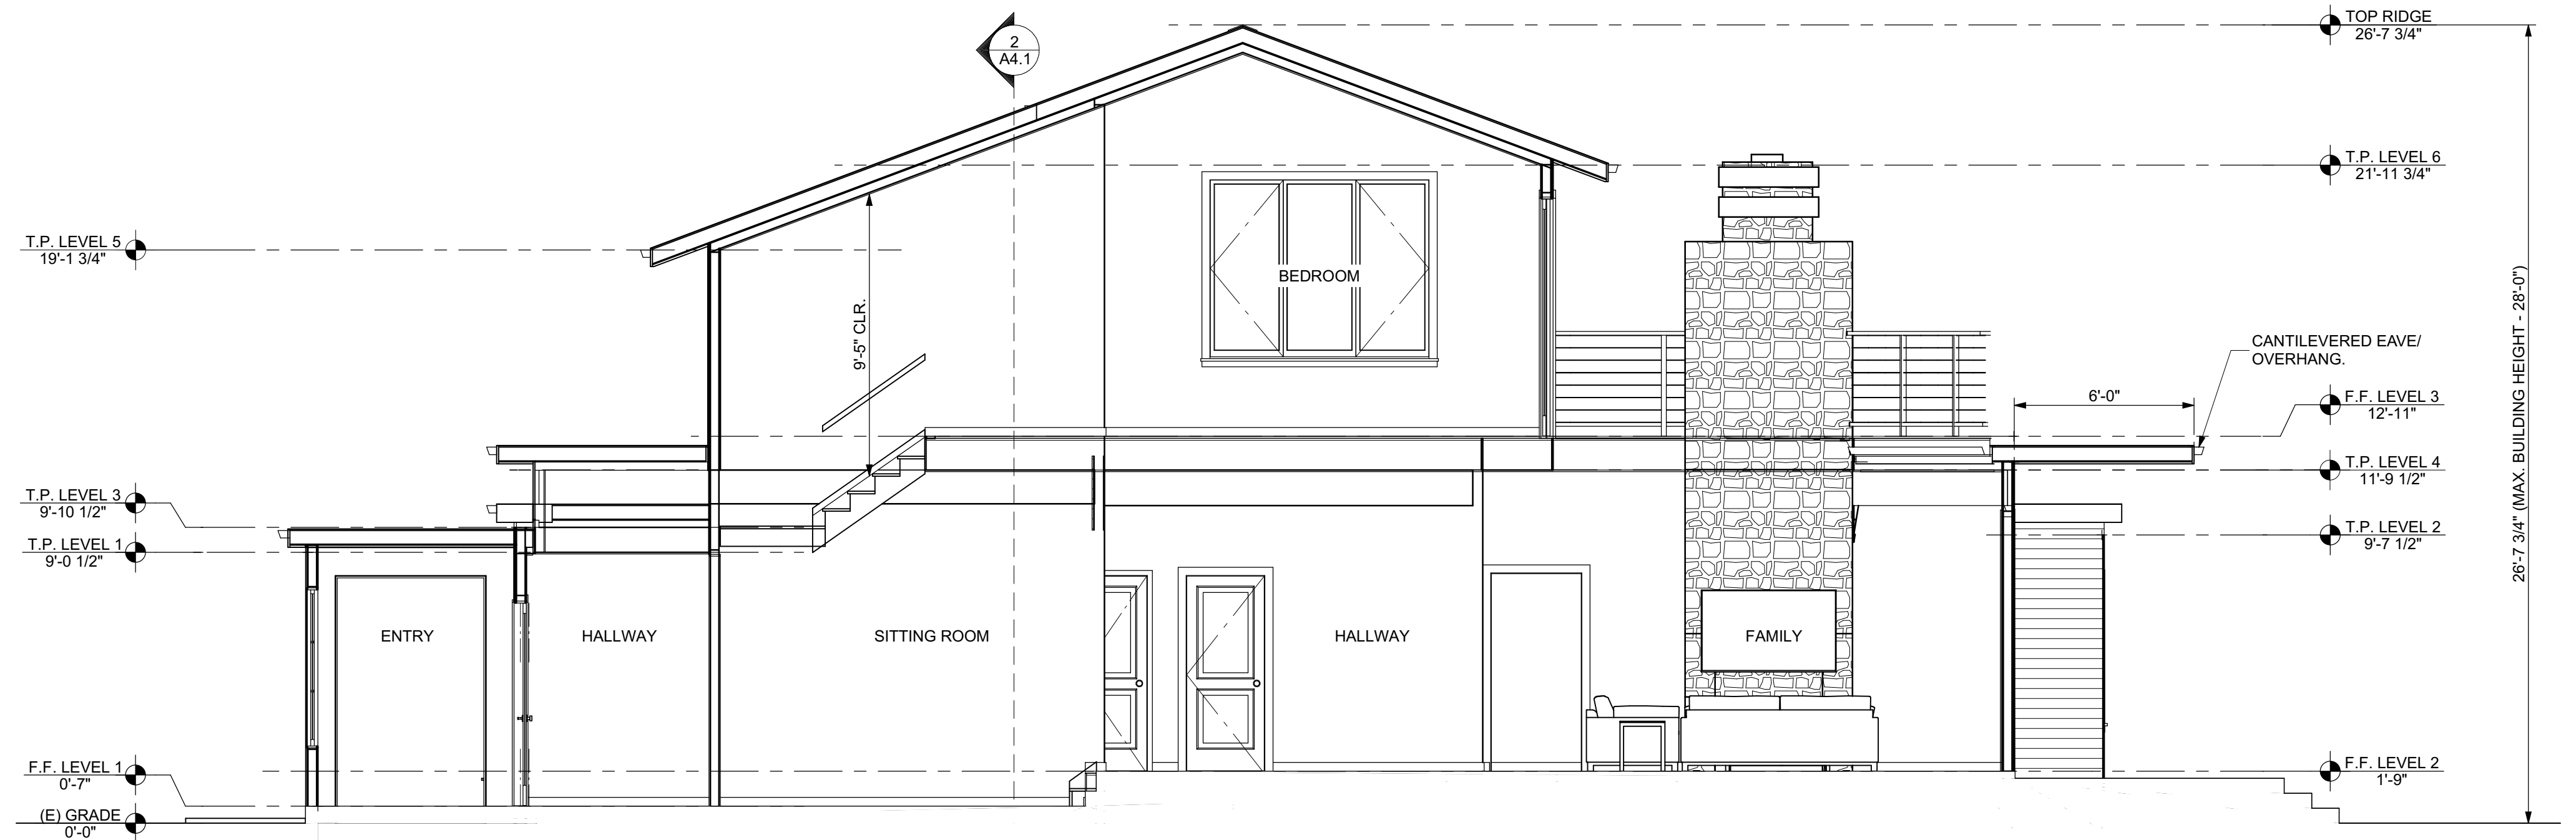 2
A4.1
TOP RIDGE
26'-7 3/4"
T.P. LEVEL 6
21'-11 3/4"
T.P. LEVEL 5
19'-1 3/4"
BEDROOM
9'-5" CLR.
26'-7 3/4" (MAX. BUILDING HEIGHT - 28'-0")
CANTILEVERED EAVE/
OVERHANG.
6'-0"
F.F. LEVEL 3
12'-11"
T.P. LEVEL 4
11'-9 1/2"
T.P. LEVEL 3
9'-10 1/2"
T.P. LEVEL 2
9'-7 1/2"
T.P. LEVEL 1
9'-0 1/2"
ENTRY
HALLWAY
SITTING ROOM
HALLWAY
FAMILY
F.F. LEVEL 1
0'-7"
F.F. LEVEL 2
1'-9"
(E) GRADE
0'-0"